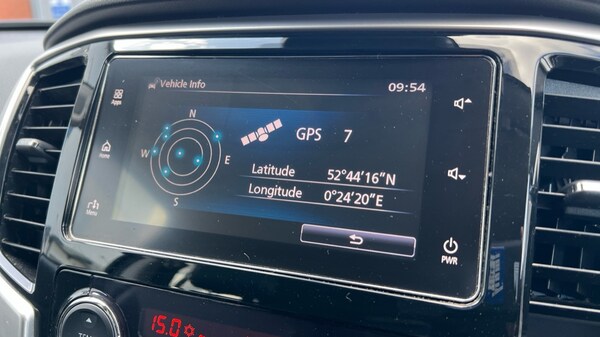 Vehicle Info
09:54
Apps
Home
Menu
N
W
E
S
GPS 7
Latitude 52°44'16"N
Longitude 0°24'20"E
PWR
15.0
TEMP